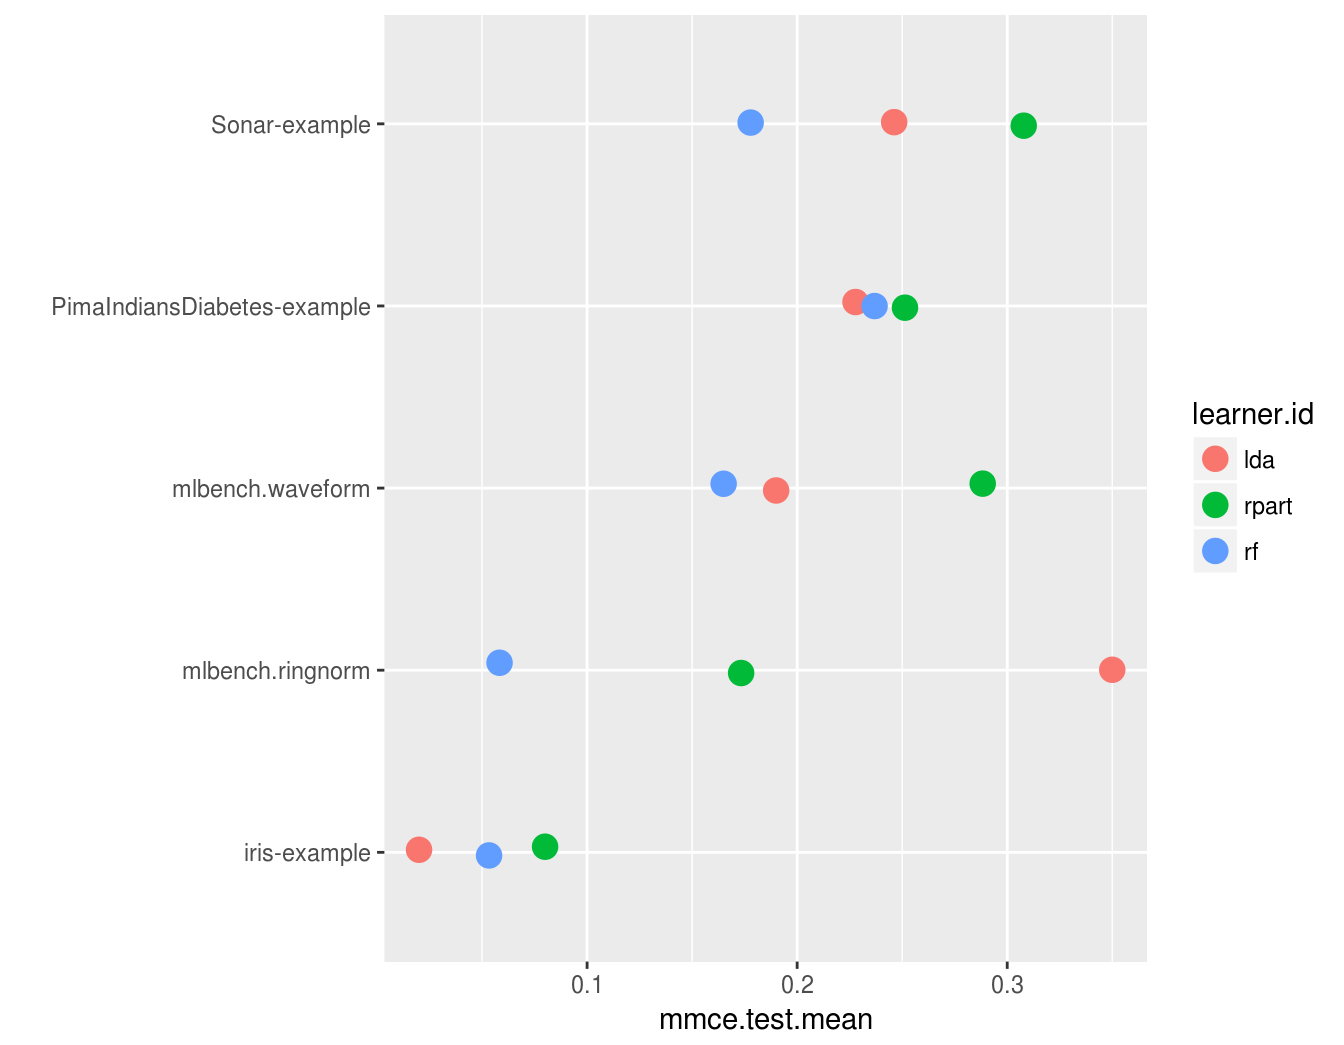 Sonar-example
PimaIndiansDiabetes-example
mlbench.waveform
mlbench.ringnorm
iris-example
0.1 0.2 0.3
mmce.test.mean
learner.id
lda
rpart
rf